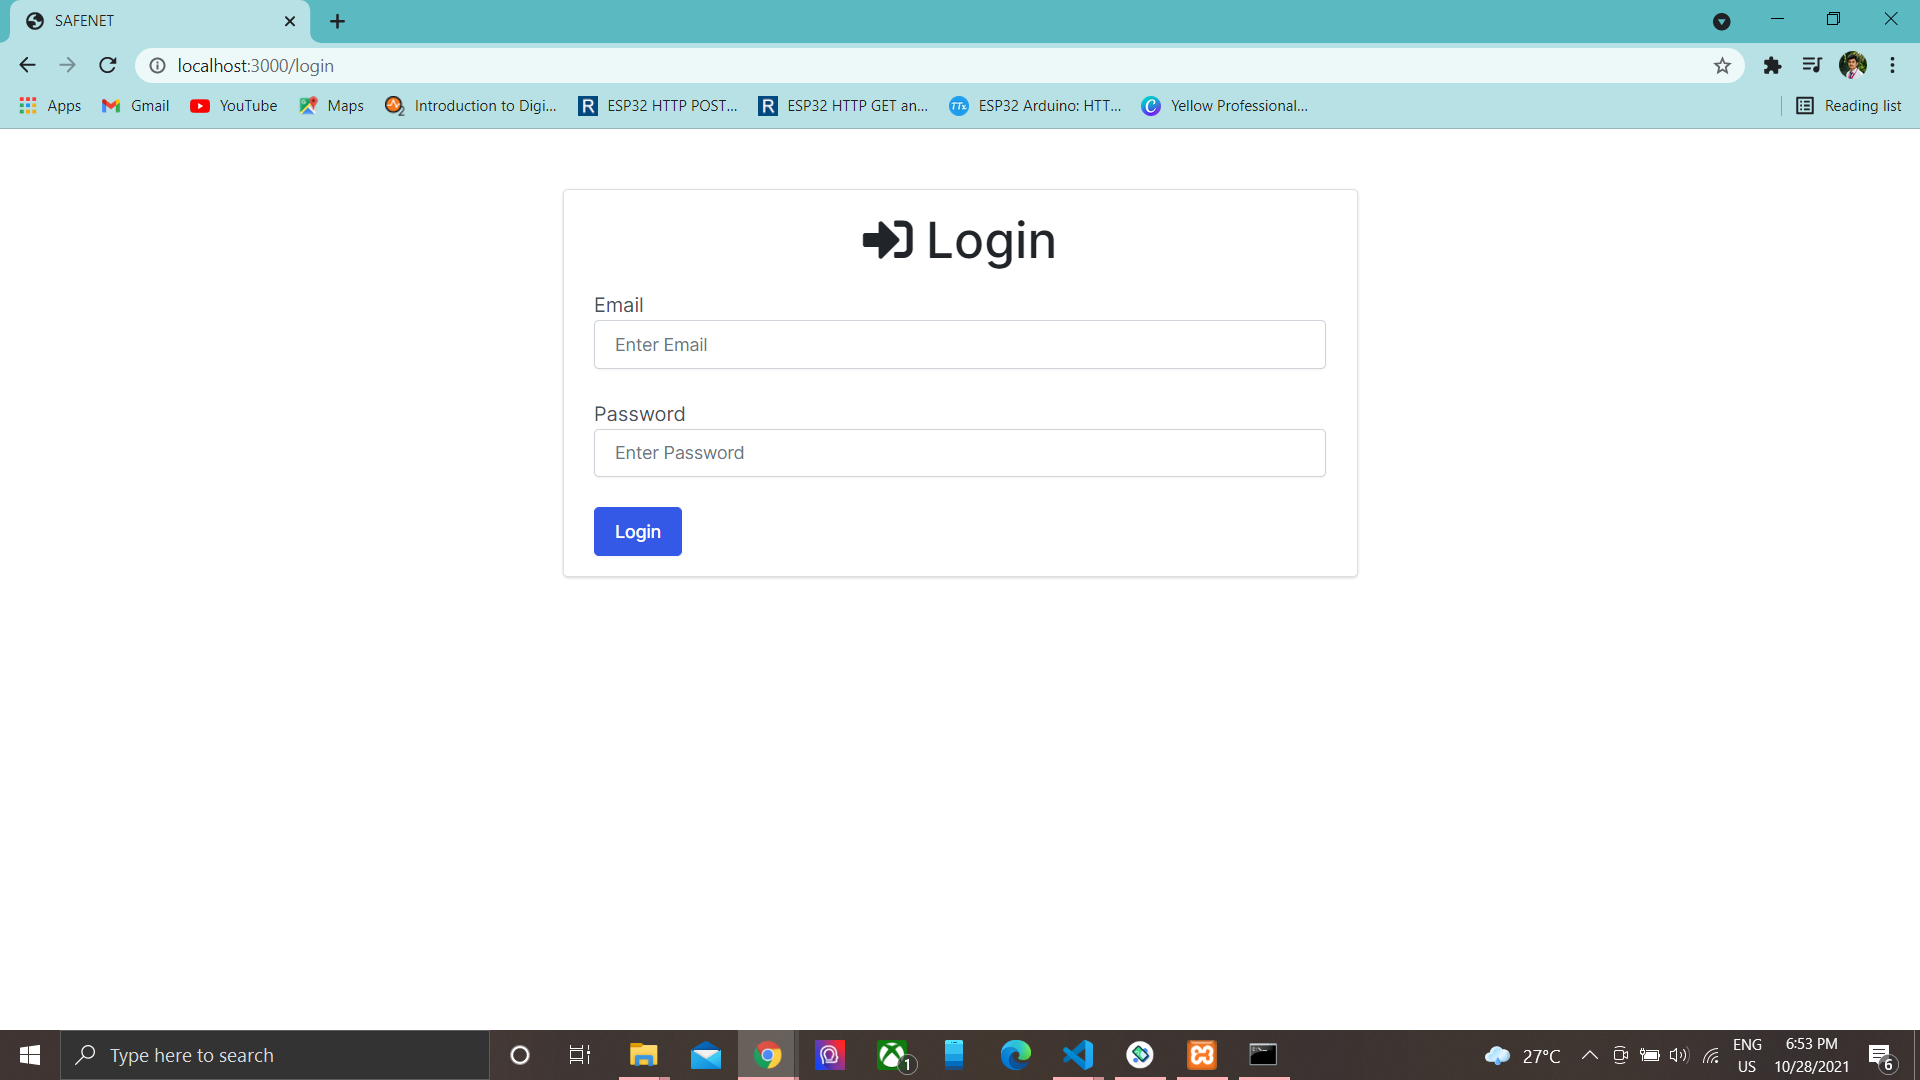 SAFENET
localhost:3000/login
Apps Gmail YouTube Maps Introduction to Digi... R ESP32 HTTP POST... R ESP32 HTTP GET an... TTx ESP32 Arduino: HTT... C Yellow Professional... Reading list
Login
Email
Enter Email
Password
Enter Password
Login
Type here to search
1
27°C
ENG
US
6:53 PM
10/28/2021
6